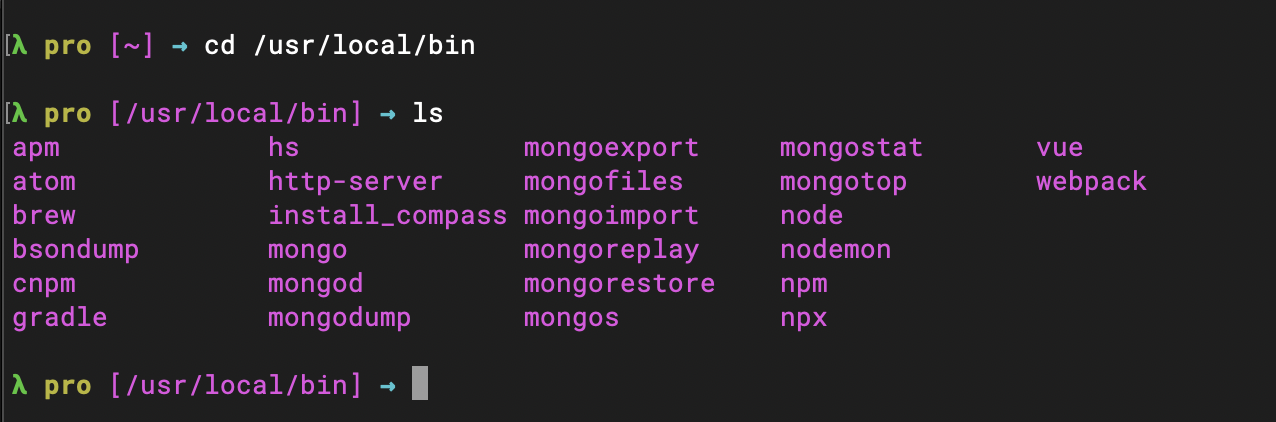 [λ pro [~] → cd /usr/local/bin
[λ pro [/usr/local/bin] → ls
apm hs mongoexport mongostat vue
atom http-server mongofiles mongotop webpack
brew install_compass mongoimport node
bsondump mongo mongoreplay nodemon
cnpm mongod mongorestore npm
gradle mongodump mongos npx
λ pro [/usr/local/bin] →